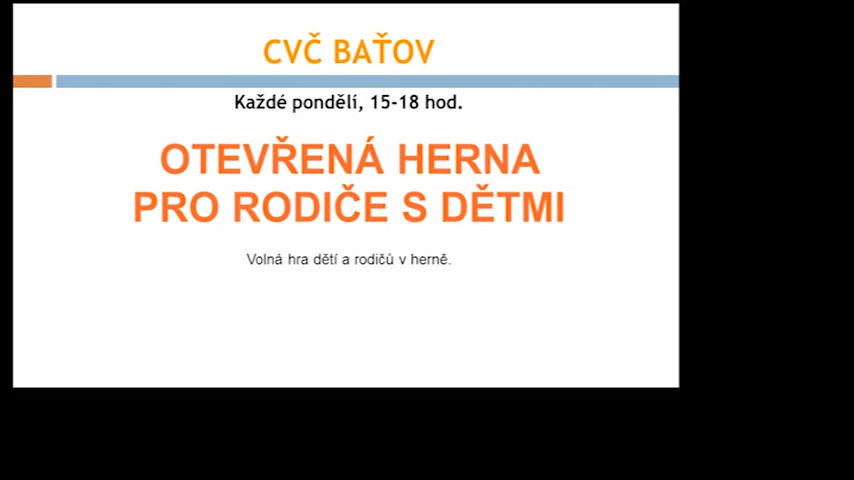 CVČ BAŤOV
Každé pondělí, 15-18 hod.
OTEVŘENÁ HERNA
PRO RODIČE S DĚTMI
Volná hra dětí a rodičů v herně.